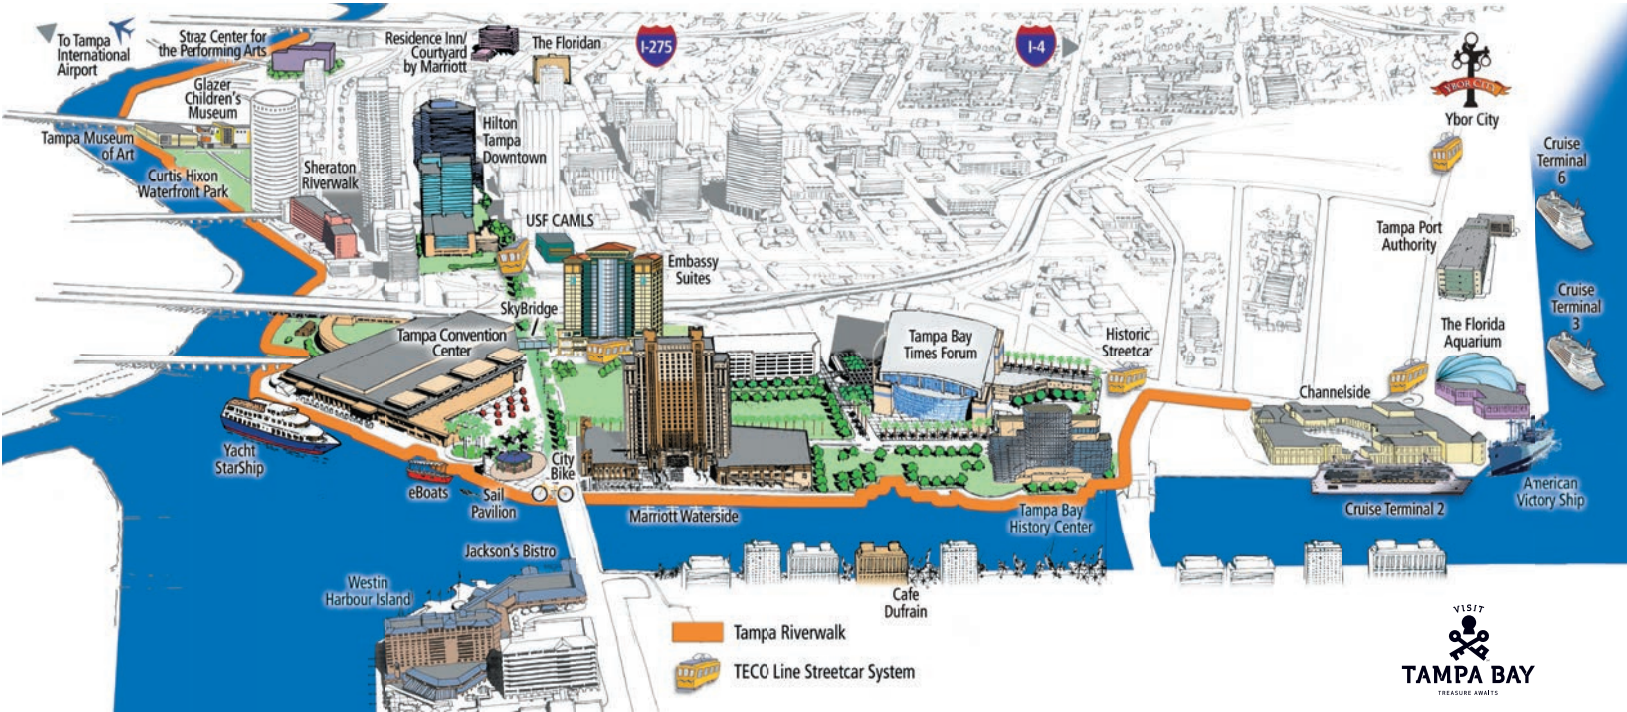 To Tampa
International
Airport
Straz Center for
the Performing Arts
Residence Inn/
Courtyard
by Marriott
The Floridan
I-275
I-4
YBOR CITY
Ybor City
Glazer
Children's
Museum
Tampa Museum
of Art
Curtis Hixon
Waterfront Park
Sheraton
Riverwalk
Hilton
Tampa
Downtown
Cruise
Terminal
6
USF CAMLS
Tampa Port
Authority
Embassy
Suites
SkyBridge
Cruise
Terminal
3
Tampa Convention
Center
Tampa Bay
Times Forum
Historic
Streetcar
The Florida
Aquarium
Channelside
Yacht
StarShip
eBoats
Sail
Pavilion
City
Bike
Marriott Waterside
Tampa Bay
History Center
Cruise Terminal 2
American
Victory Ship
Jackson's Bistro
Westin
Harbour Island
Cafe
Dufrain
Tampa Riverwalk
TECO Line Streetcar System
VISIT
TAMPA BAY
TREASURE AWAITS